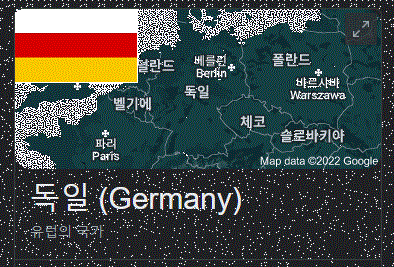 렐란드
베를린
Berlin
폴란드
바르샤바
Warszawa
독일
벨기에
체코
파리
Paris
슬로바키아
Map data ©2022 Google
독일 (Germany)
유럽의 국가